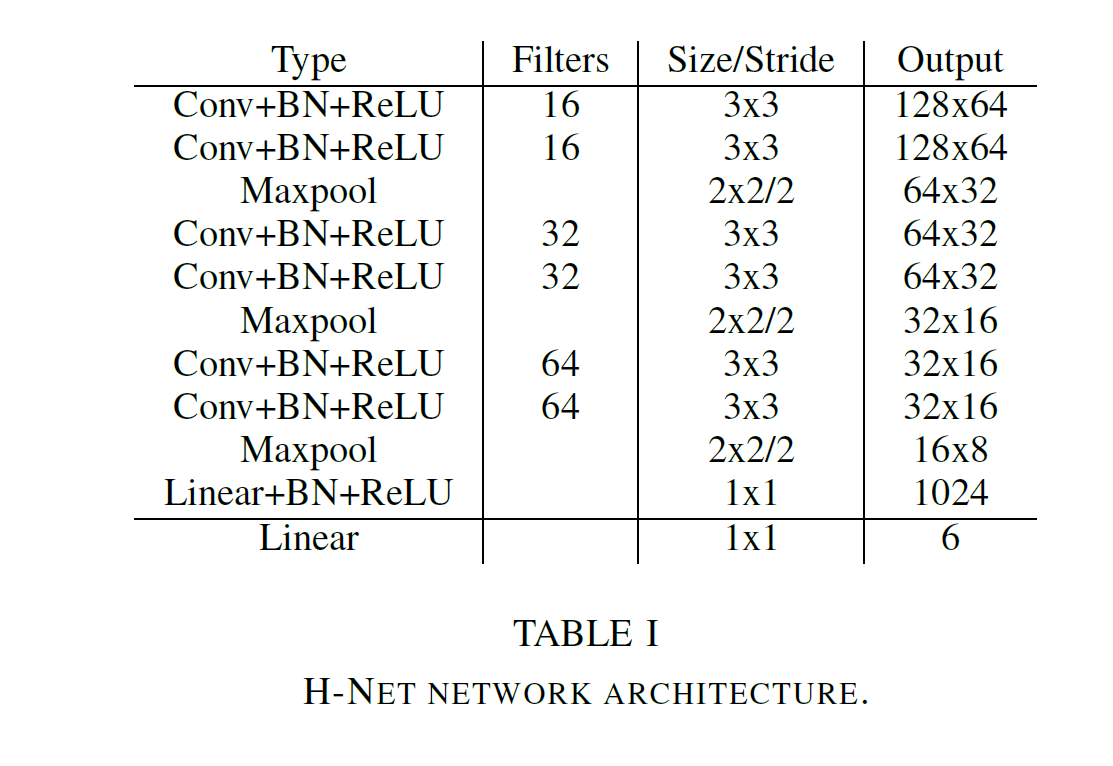 Type Filters Size/Stride Output
Conv+BN+ReLU 16 3x3 128x64
Conv+BN+ReLU 16 3x3 128x64
Maxpool 2x2/2 64x32
Conv+BN+ReLU 32 3x3 64x32
Conv+BN+ReLU 32 3x3 64x32
Maxpool 2x2/2 32x16
Conv+BN+ReLU 64 3x3 32x16
Conv+BN+ReLU 64 3x3 32x16
Maxpool 2x2/2 16x8
Linear+BN+ReLU 1x1 1024
Linear 1x1 6
TABLE I
H-NET NETWORK ARCHITECTURE.